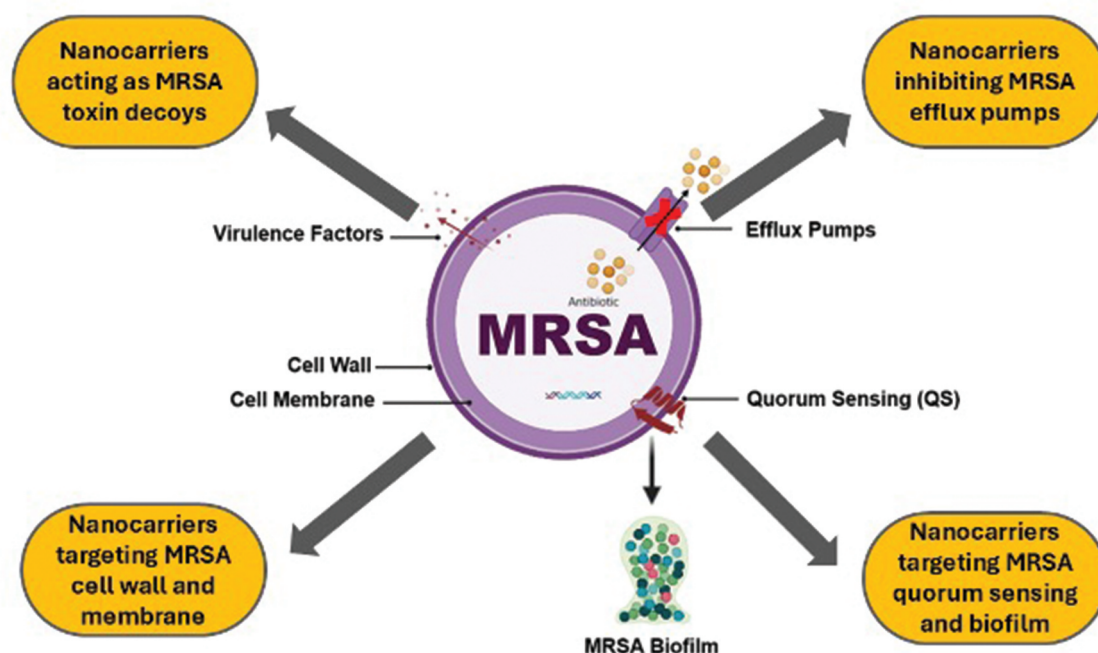 Nanocarriers
acting as MRSA
toxin decoys
Nanocarriers
inhibiting MRSA
efflux pumps
Virulence Factors
Efflux Pumps
Antibiotic
MRSA
Cell Wall
Cell Membrane
Quorum Sensing (QS)
Nanocarriers
targeting MRSA
cell wall and
membrane
Nanocarriers
targeting MRSA
quorum sensing
and biofilm
MRSA Biofilm